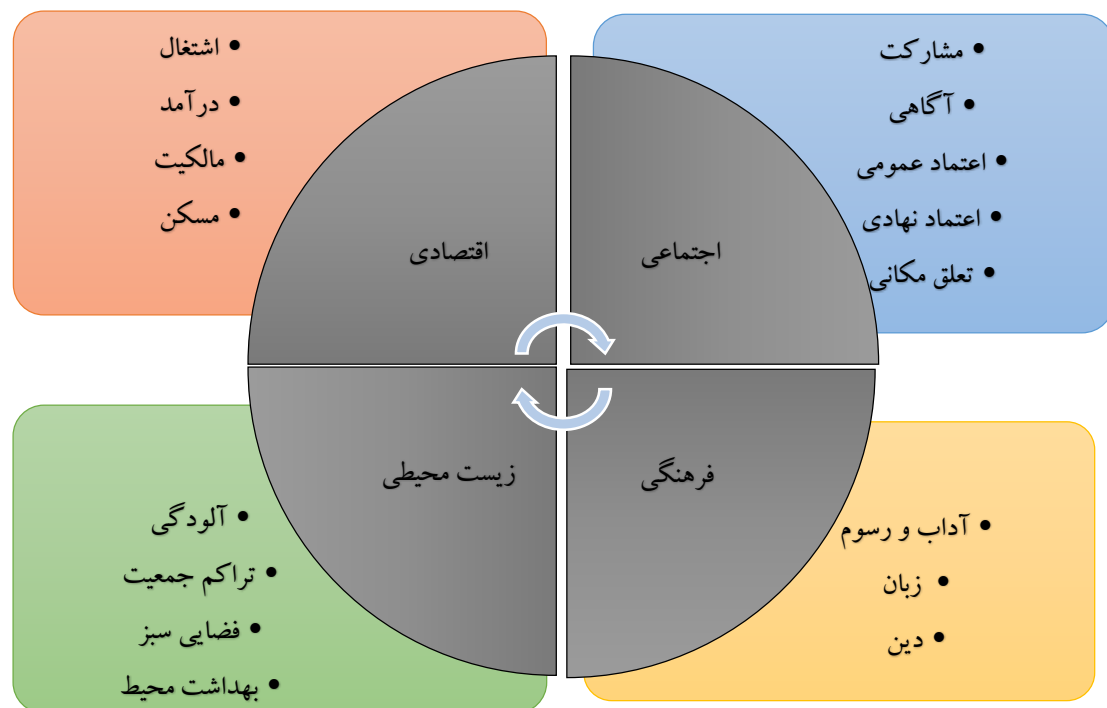 مشارکت
آگاهی
اعتماد عمومی
اعتماد نهادی
تعلق مکانی
اجتماعی
اشتغال
درآمد
مالکیت
مسکن
اقتصادی
فرهنگی
آداب و رسوم
زبان
دین
زیست محیطی
آلودگی
تراکم جمعیت
فضایی سبز
بهداشت محیط